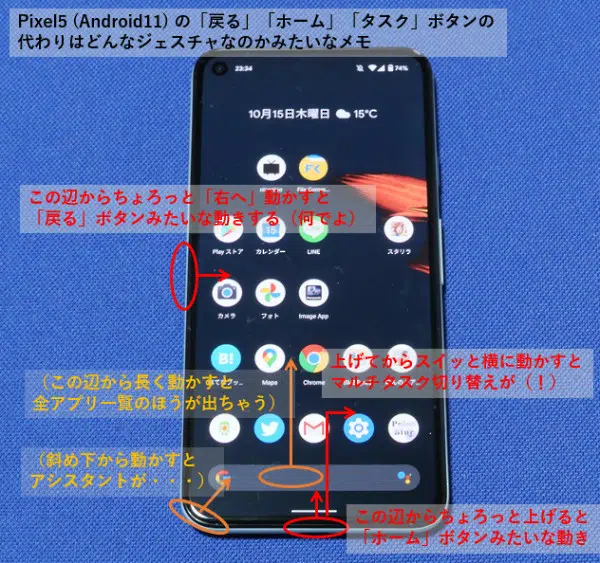 Pixel5 (Android11) の「戻る」「ホーム」「タスク」ボタンの
代わりはどんなジェスチャなのかみたいなメモ
22:34
74%
10月15日木曜日 15°C
この辺からちょろっと「右へ」動かすと
「戻る」ボタンみたいな動きする（何でよ）
Play ストア カレンダー LINE スタリラ
15
カメラ フォト Image App
B!
Maps Chrome
上げてからスイッと横に動かすと
マルチタスク切り替えが（！）
（この辺から長く動かすと
全アプリ一覧のほうが出ちゃう）
（斜め下から動かすと
アシスタントが・・・）
G
この辺からちょろっと上げると
「ホーム」ボタンみたいな動き